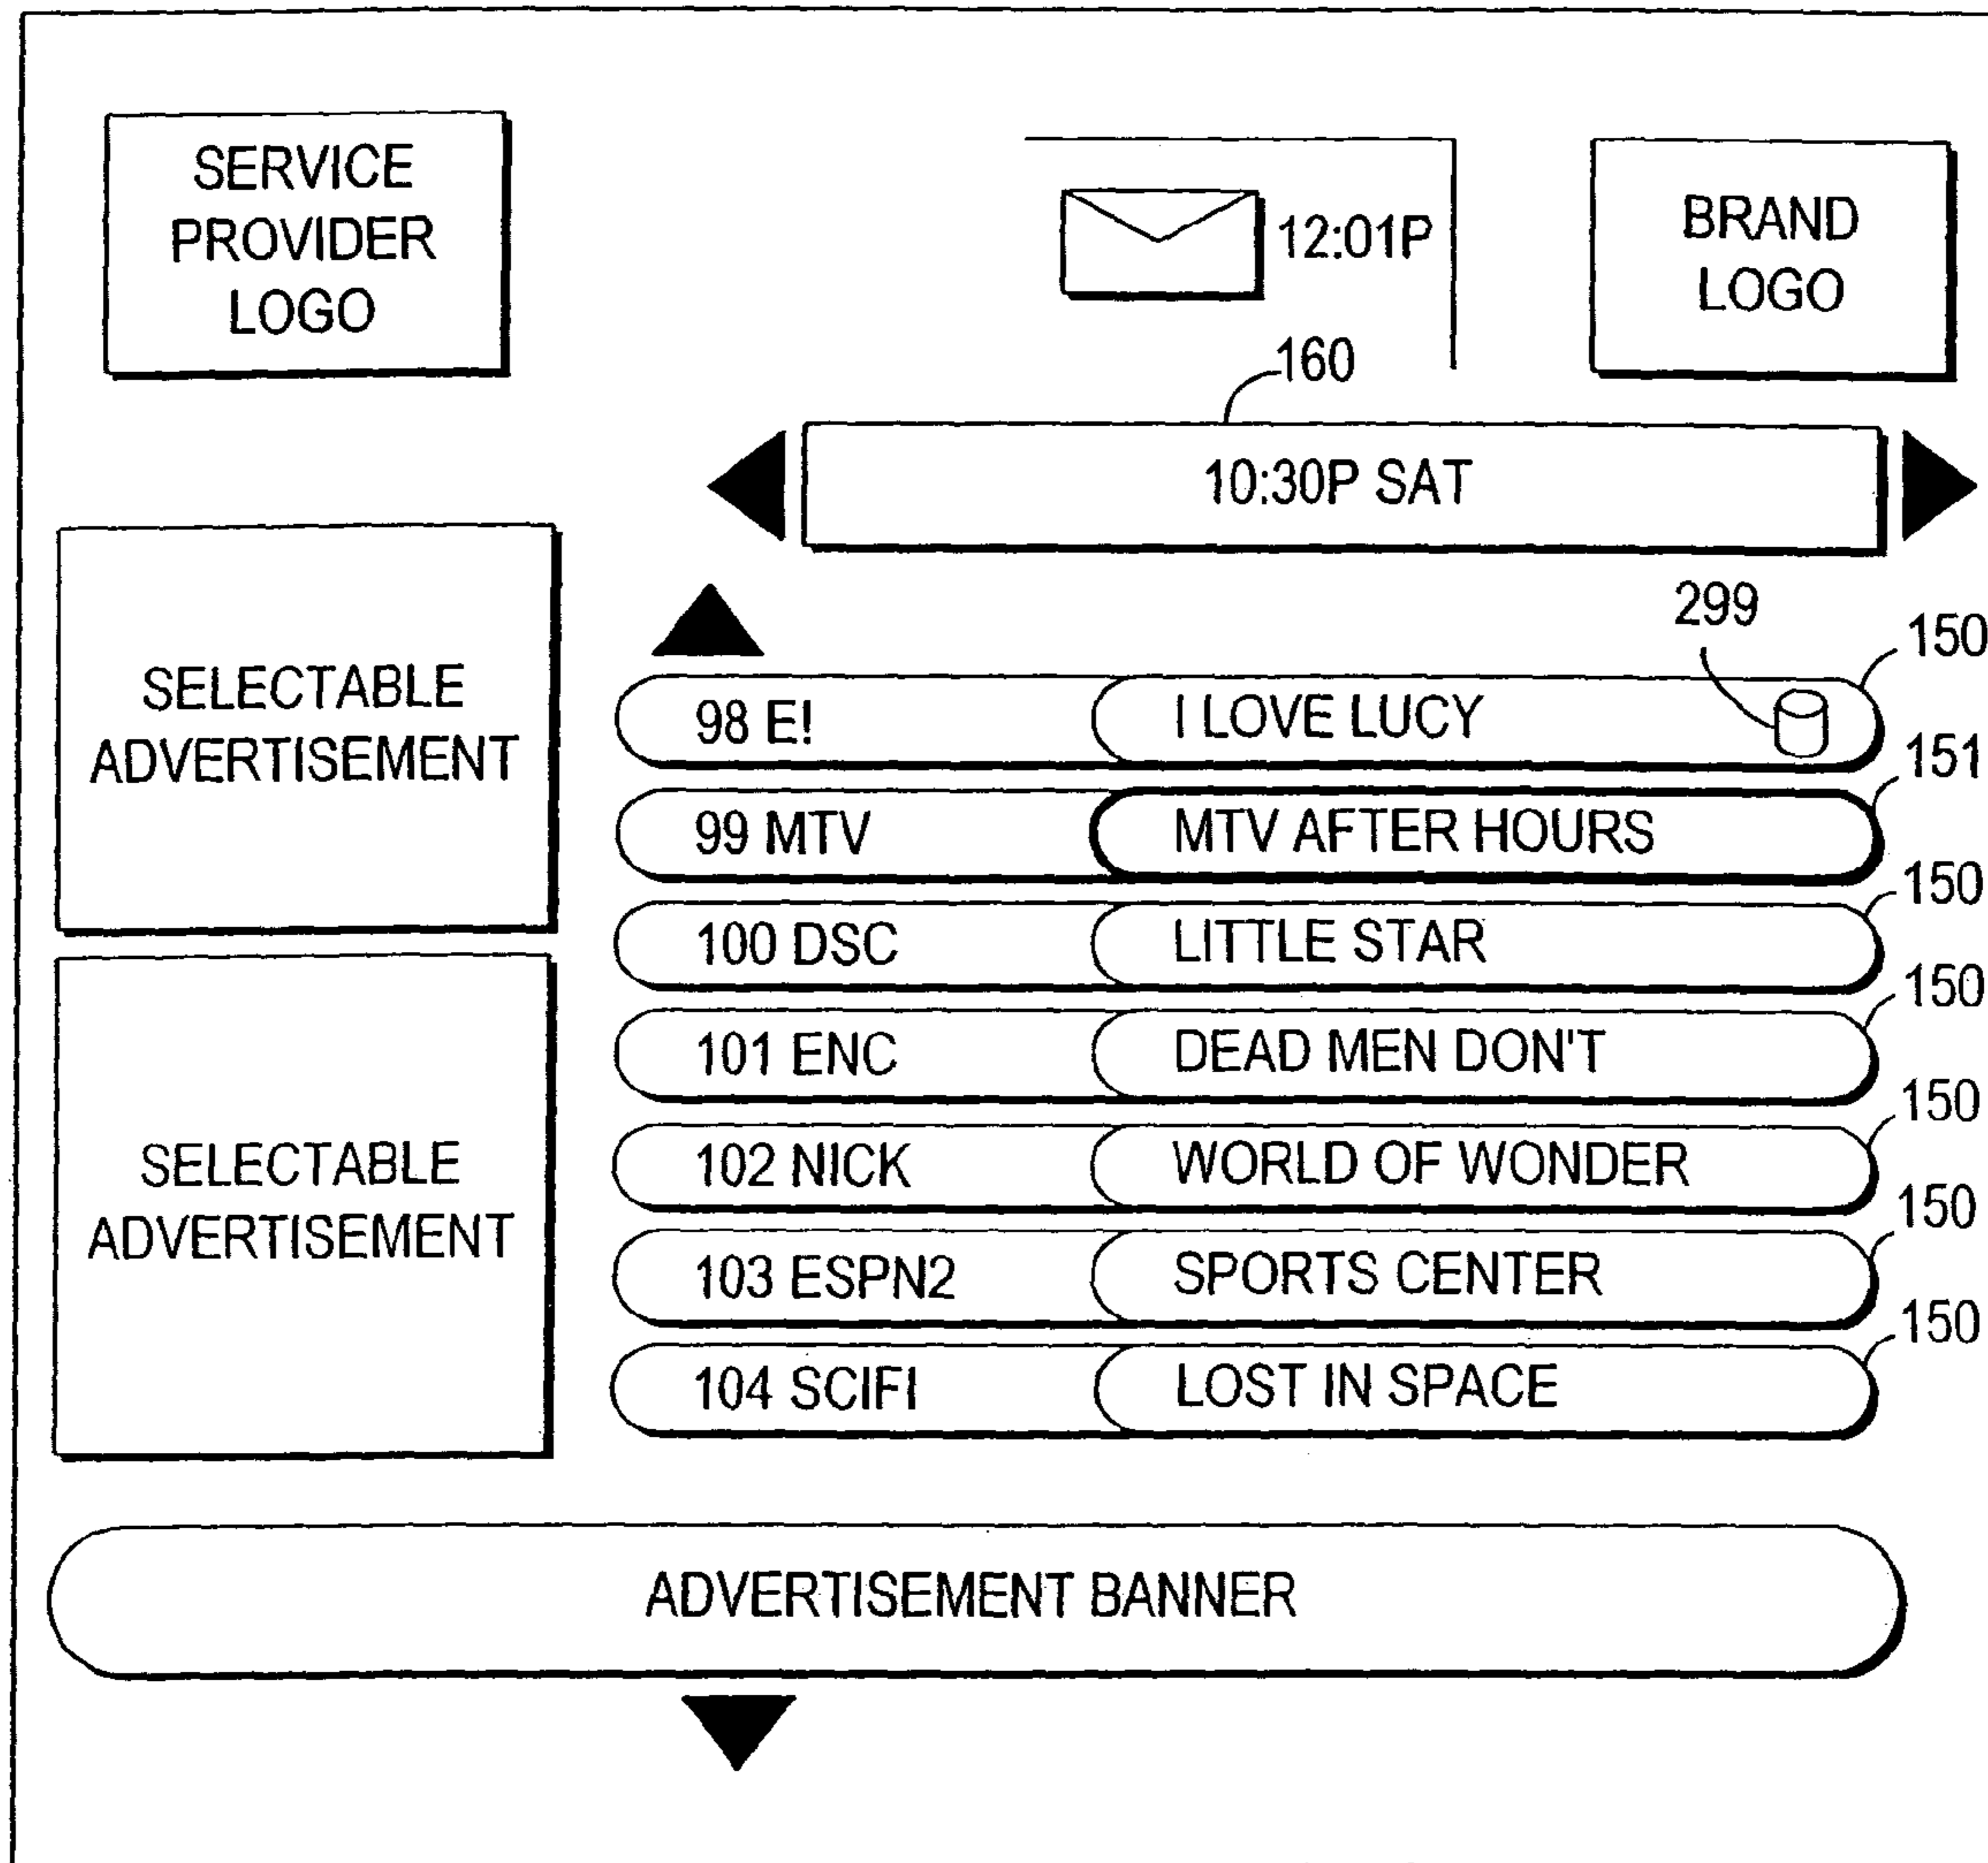 SERVICE
PROVIDER
LOGO
12:01P
BRAND
LOGO
160
10:30P SAT
299
150
SELECTABLE
ADVERTISEMENT
98 E! I LOVE LUCY
151
99 MTV MTV AFTER HOURS
150
100 DSC LITTLE STAR
150
101 ENC DEAD MEN DON'T
150
SELECTABLE
ADVERTISEMENT
102 NICK WORLD OF WONDER
150
103 ESPN2 SPORTS CENTER
150
104 SCIFI LOST IN SPACE
ADVERTISEMENT BANNER